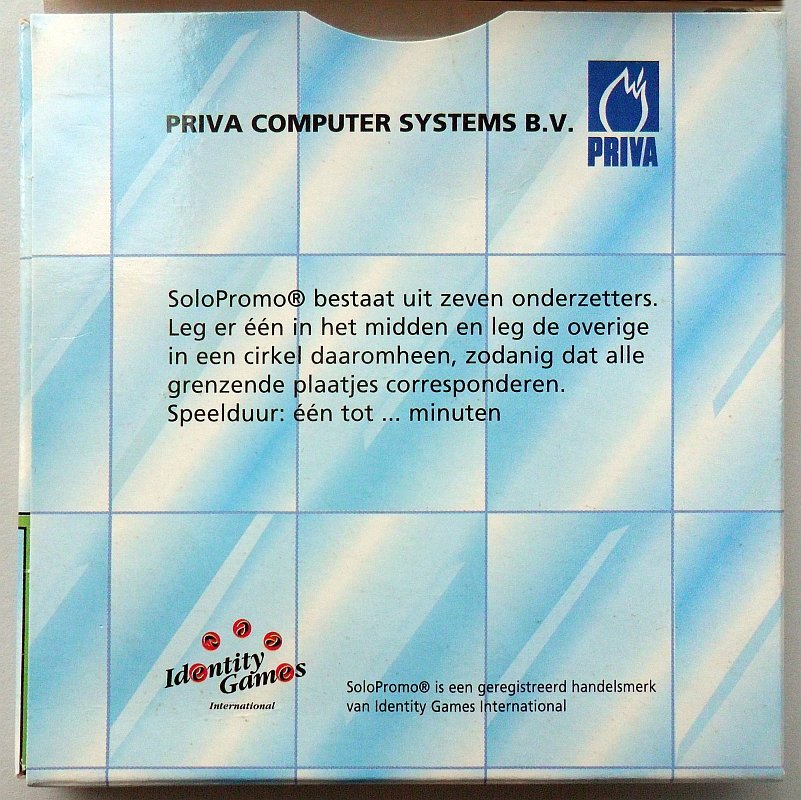 PRIVA COMPUTER SYSTEMS B.V.
PRIVA
SoloPromo® bestaat uit zeven onderzetters.
Leg er één in het midden en leg de overige
in een cirkel daaromheen, zodanig dat alle
grenzende plaatjes corresponderen.
Speelduur: één tot ... minuten
Identity
Games
International
SoloPromo® is een geregistreerd handelsmerk
van Identity Games International